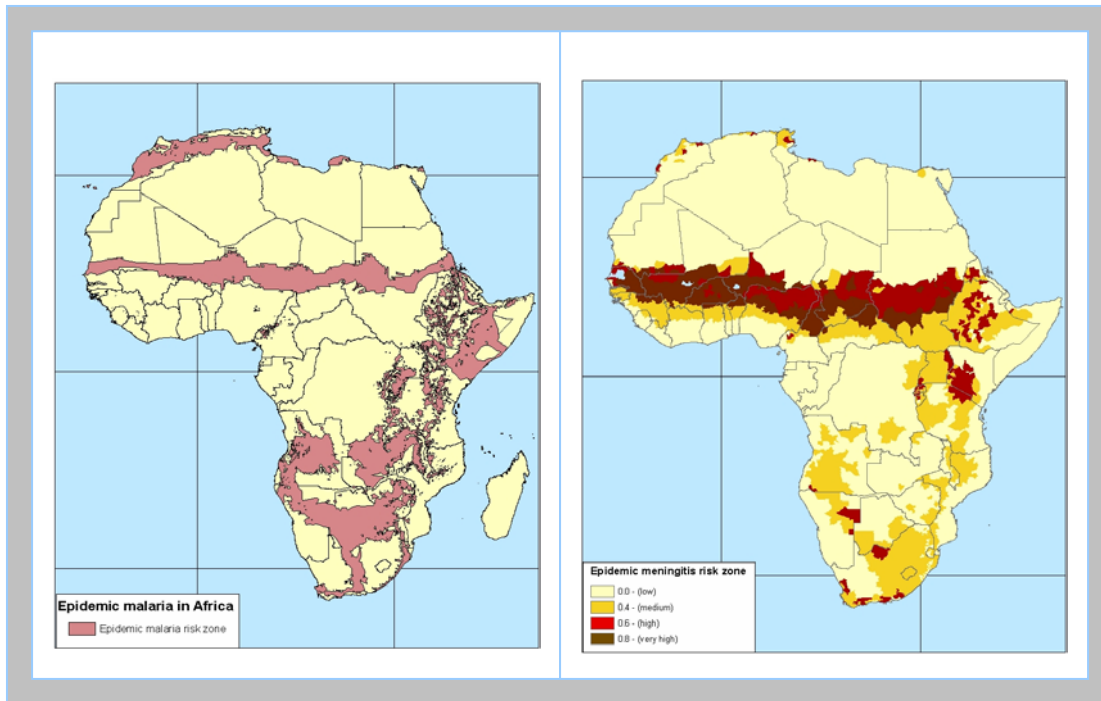 Epidemic malaria in Africa
Epidemic malaria risk zone
Epidemic meningitis risk zone
0.0 - (low)
0.4 - (medium)
0.6 - (high)
0.8 - (very high)